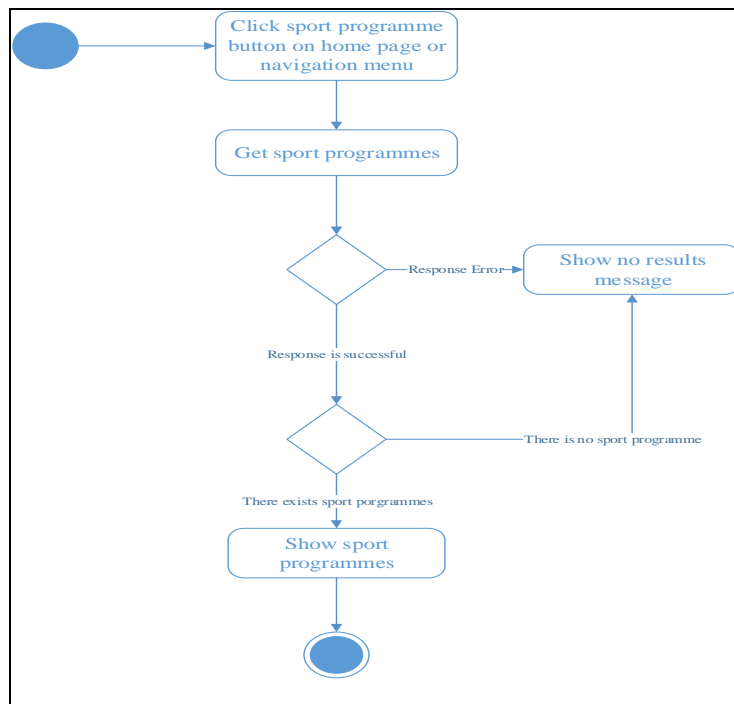 Click sport programme
button on home page or
navigation menu
Get sport programmes
Response Error
Show no results
message
Response is successful
There is no sport programme
There exists sport porgrammes
Show sport
programmes